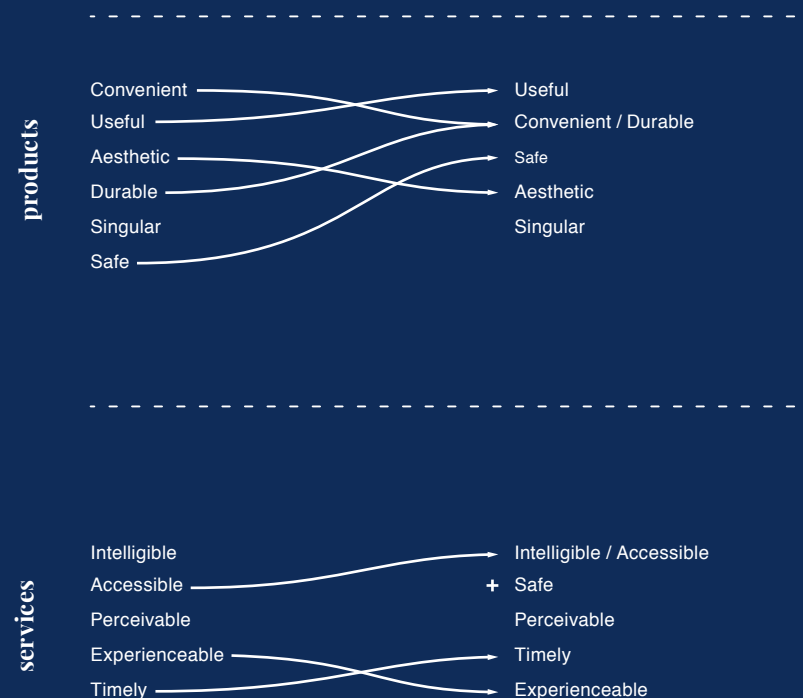 products
Convenient
Useful
Aesthetic
Durable
Singular
Safe
Useful
Convenient / Durable
Safe
Aesthetic
Singular
services
Intelligible
Accessible
Perceivable
Experienceable
Timely
Intelligible / Accessible
+ Safe
Perceivable
Timely
Experienceable